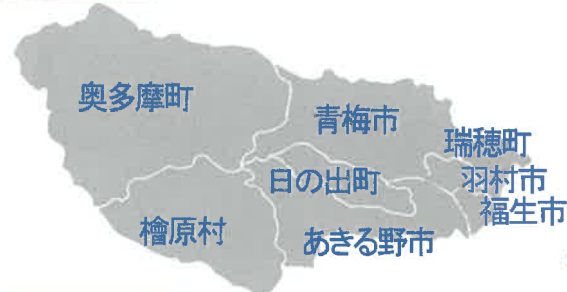 奥多摩町
青梅市
瑞穂町
日の出町
羽村市
福生市
檜原村
あきる野市